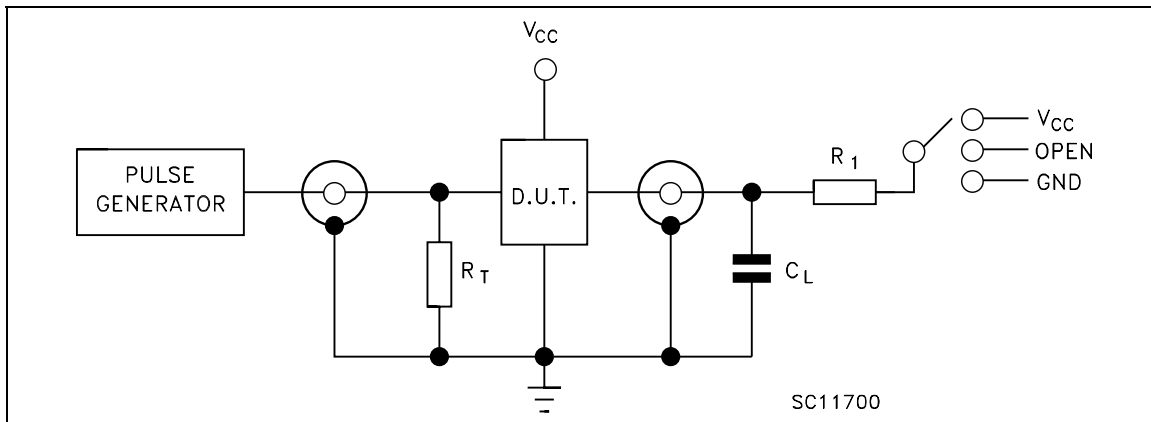 VCC
PULSE
GENERATOR
D.U.T.
RT
CL
R1
VCC
OPEN
GND
SC11700